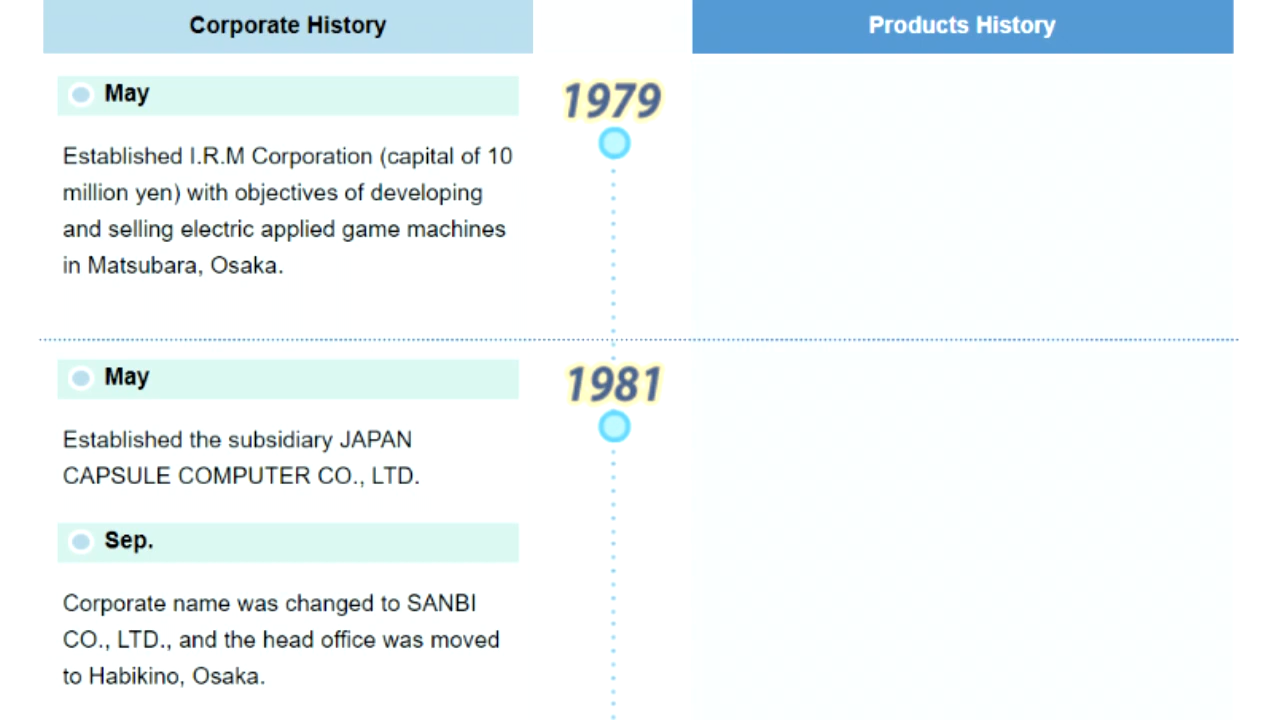 Corporate History
Products History
May
1979
Established I.R.M Corporation (capital of 10
million yen) with objectives of developing
and selling electric applied game machines
in Matsubara, Osaka.
May
1981
Established the subsidiary JAPAN
CAPSULE COMPUTER CO., LTD.
Sep.
Corporate name was changed to SANBI
CO., LTD., and the head office was moved
to Habikino, Osaka.